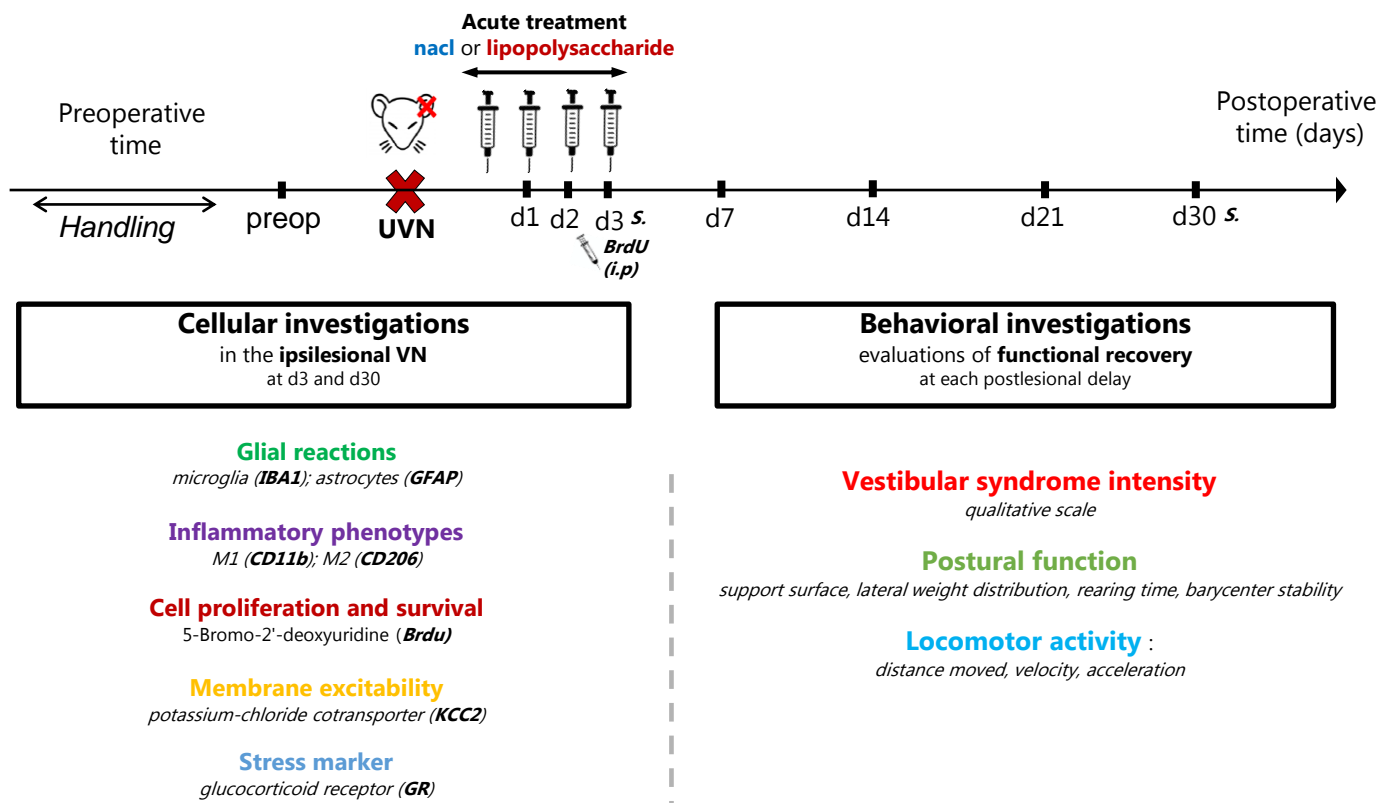 Acute treatment
nacl or lipopolysaccharide
Preoperative
time
Postoperative
time (days)
Handling
preop
UVN
d1
d2
d3 S.
d7
d14
d21
d30 S.
BrdU
(i.p)
Cellular investigations
in the ipsilesional VN
at d3 and d30
Behavioral investigations
evaluations of functional recovery
at each postlesional delay
Glial reactions
microglia (IBA1); astrocytes (GFAP)
Inflammatory phenotypes
M1 (CD11b); M2 (CD206)
Cell proliferation and survival
5-Bromo-2'-deoxyuridine (Brdu)
Membrane excitability
potassium-chloride cotransporter (KCC2)
Stress marker
glucocorticoid receptor (GR)
Vestibular syndrome intensity
qualitative scale
Postural function
support surface, lateral weight distribution, rearing time, barycenter stability
Locomotor activity :
distance moved, velocity, acceleration